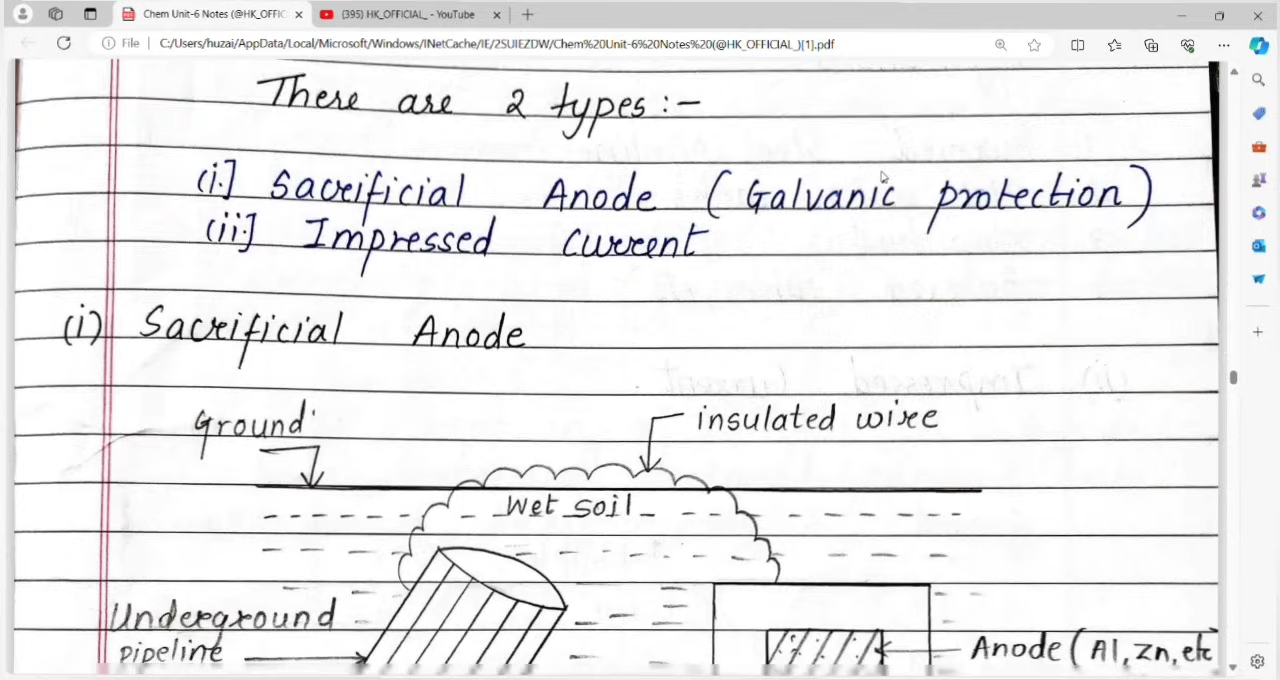 Chem Unit-6 Notes (@HK_OFFIC
(395) HK_OFFICIAL_ - YouTube
File
C:/Users/huzai/AppData/Local/Microsoft/Windows/INetCache/IE/2SUIEZDW/Chem%20Unit-6%20Notes%20(@HK_OFFICIAL_)[1].pdf
There are 2 types :-
(i.] Sacrificial Anode (Galvanic protection)
(ii.] Impressed Current
(i) Sacrificial Anode
Ground
insulated wire
Wet soil
Underground
pipeline
Anode (Al, Zn, etc